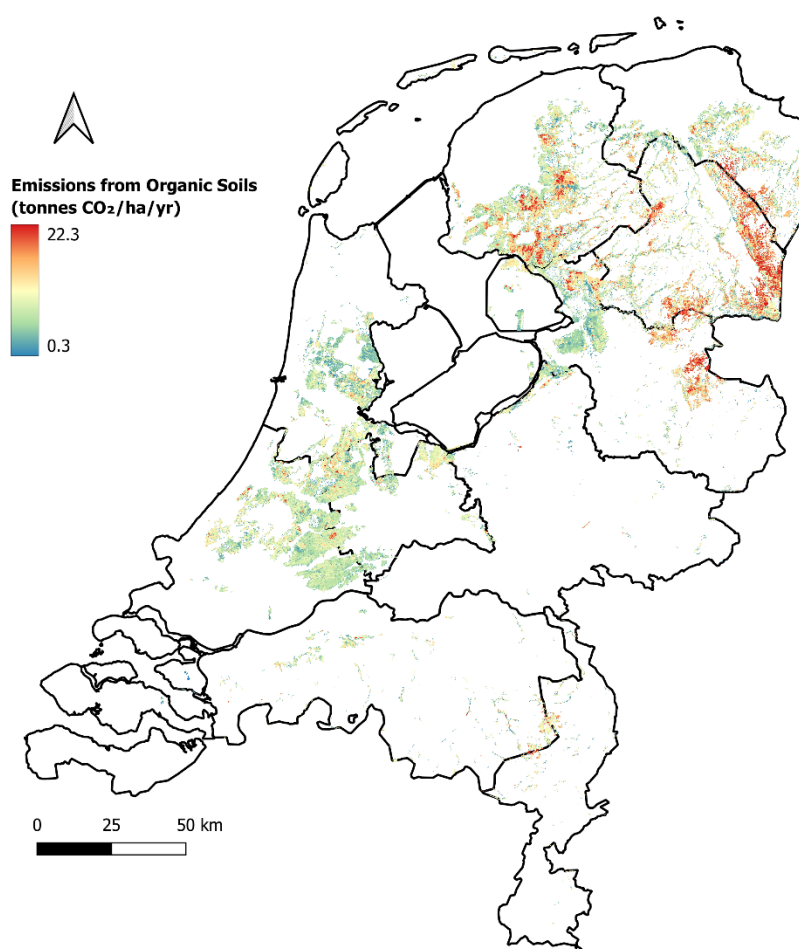 Emissions from Organic Soils
(tonnes CO₂/ha/yr)
22.3
0.3
0 25 50 km